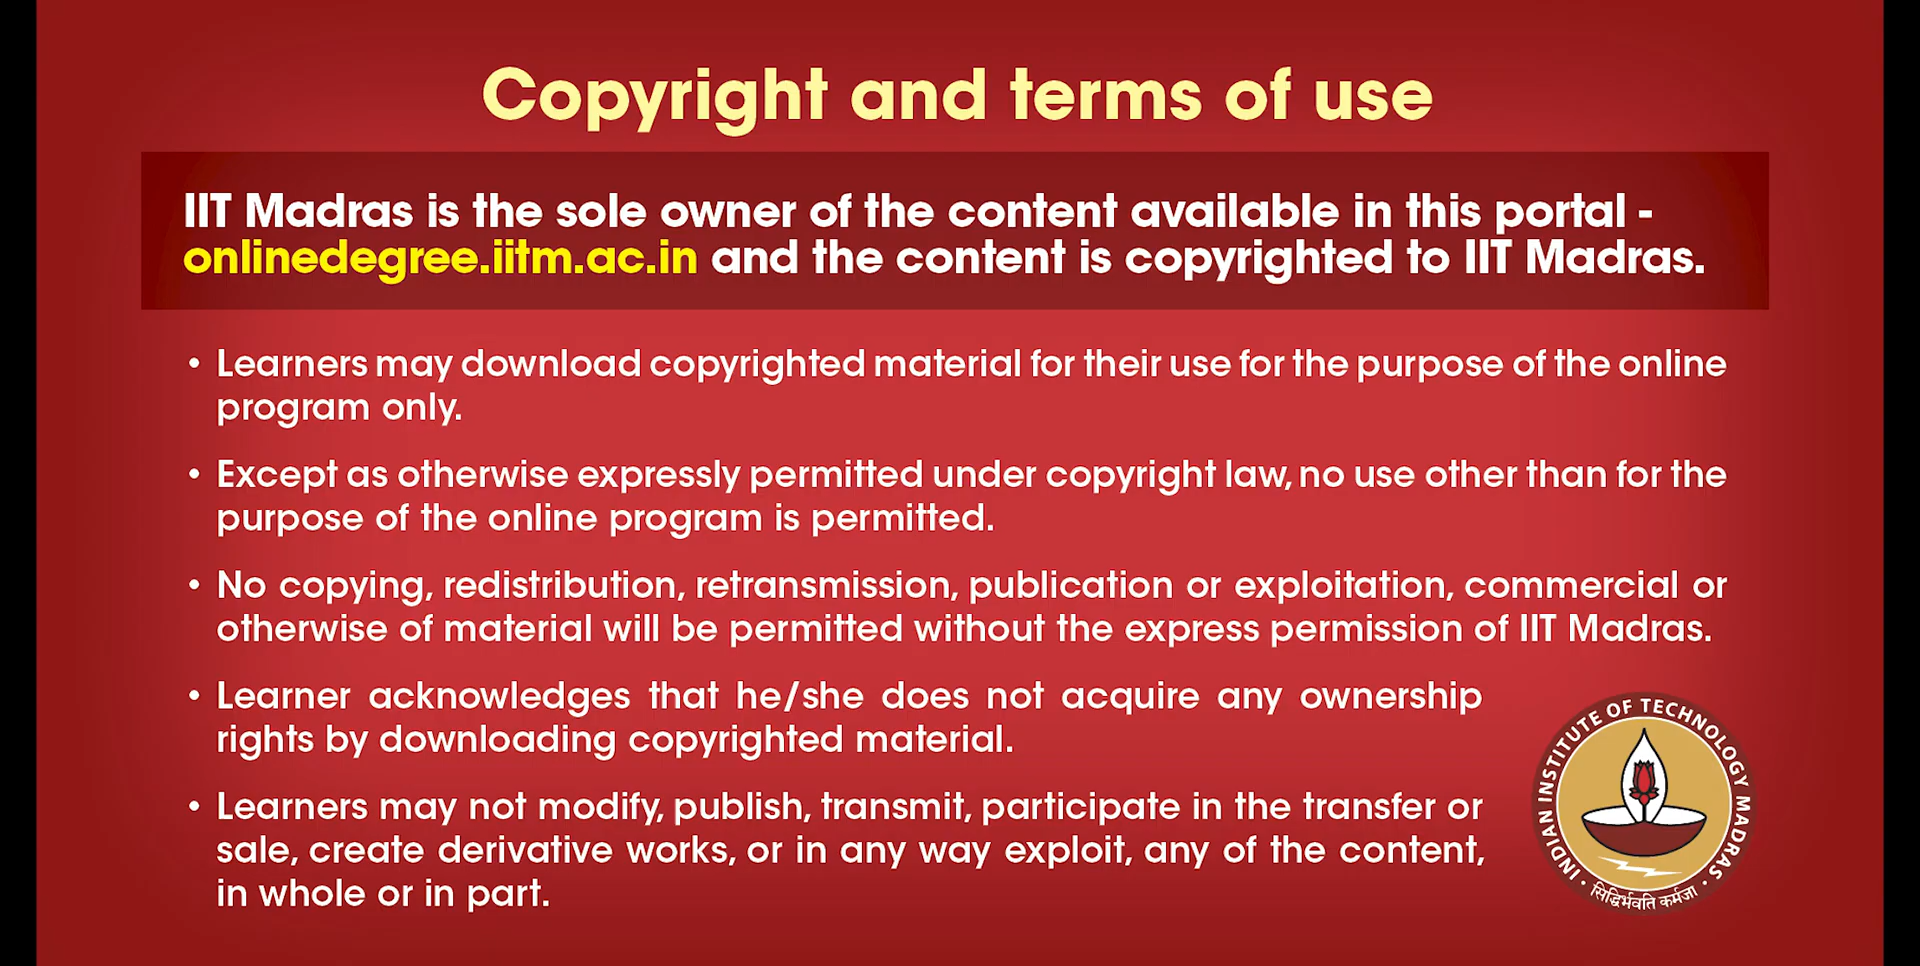 Copyright and terms of use
IIT Madras is the sole owner of the content available in this portal -
onlinedegree.iitm.ac.in and the content is copyrighted to IIT Madras.
• Learners may download copyrighted material for their use for the purpose of the online
program only.
• Except as otherwise expressly permitted under copyright law, no use other than for the
purpose of the online program is permitted.
• No copying, redistribution, retransmission, publication or exploitation, commercial or
otherwise of material will be permitted without the express permission of IIT Madras.
• Learner acknowledges that he/she does not acquire any ownership
rights by downloading copyrighted material.
• Learners may not modify, publish, transmit, participate in the transfer or
sale, create derivative works, or in any way exploit, any of the content,
in whole or in part.
INDIAN INSTITUTE OF TECHNOLOGY MADRAS
सिद्धिर्भवति कर्मजा